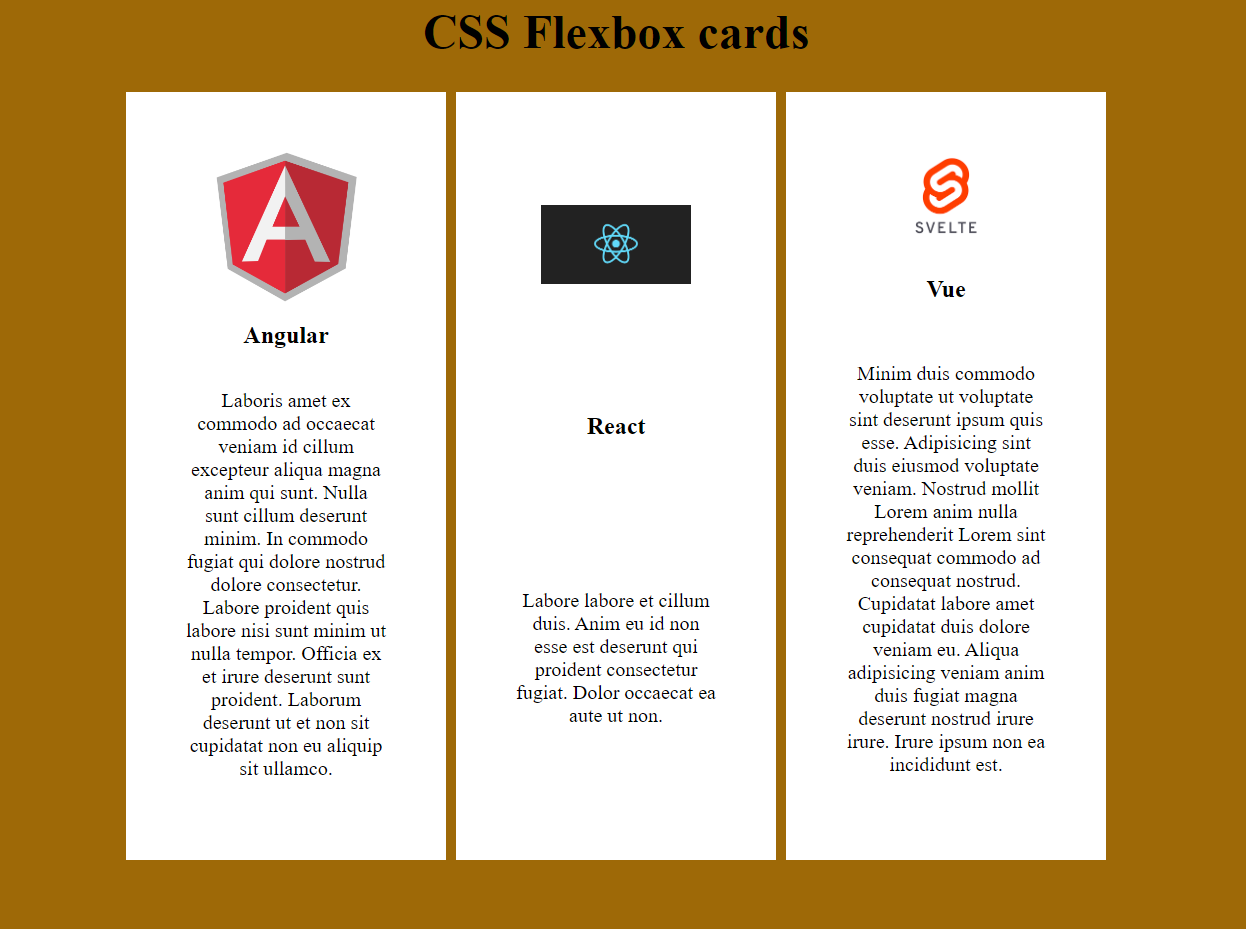 CSS Flexbox cards
Angular
Laboris amet ex
commodo ad occaecat
veniam id cillum
excepteur aliqua magna
anim qui sunt. Nulla
sunt cillum deserunt
minim. In commodo
fugiat qui dolore nostrud
dolore consectetur.
Labore proident quis
labore nisi sunt minim ut
nulla tempor. Officia ex
et irure deserunt sunt
proident. Laborum
deserunt ut et non sit
cupidatat non eu aliquip
sit ullamco.
React
Labore labore et cillum
duis. Anim eu id non
esse est deserunt qui
proident consectetur
fugiat. Dolor occaecat ea
aute ut non.
SVELTE
Vue
Minim duis commodo
voluptate ut voluptate
sint deserunt ipsum quis
esse. Adipisicing sint
duis eiusmod voluptate
veniam. Nostrud mollit
Lorem anim nulla
reprehenderit Lorem sint
consequat commodo ad
consequat nostrud.
Cupidatat labore amet
cupidatat duis dolore
veniam eu. Aliqua
adipisicing veniam anim
duis fugiat magna
deserunt nostrud irure
irure. Irure ipsum non ea
incididunt est.